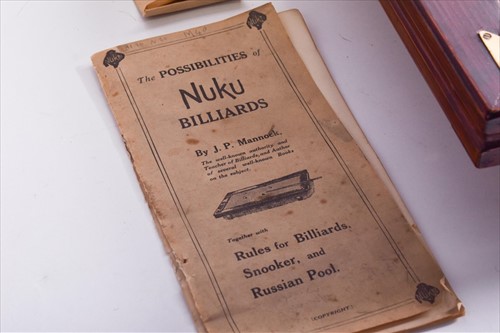 The POSSIBILITIES of
NUKU
BILLIARDS
By J. P. Mannock.
The well-known authority and
Teacher of Billiards, and Author
of several well-known Books
on the subject.
Together with
Rules for Billiards,
Snooker, and
Russian Pool.
(COPYRIGHT)